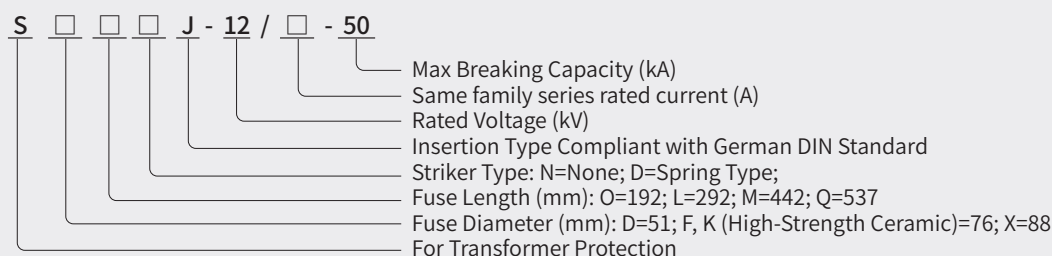 S □ □ □ J - 12 / □ - 50
Max Breaking Capacity (kA)
Same family series rated current (A)
Rated Voltage (kV)
Insertion Type Compliant with German DIN Standard
Striker Type: N=None; D=Spring Type;
Fuse Length (mm): O=192; L=292; M=442; Q=537
Fuse Diameter (mm): D=51; F, K (High-Strength Ceramic)=76; X=88
For Transformer Protection